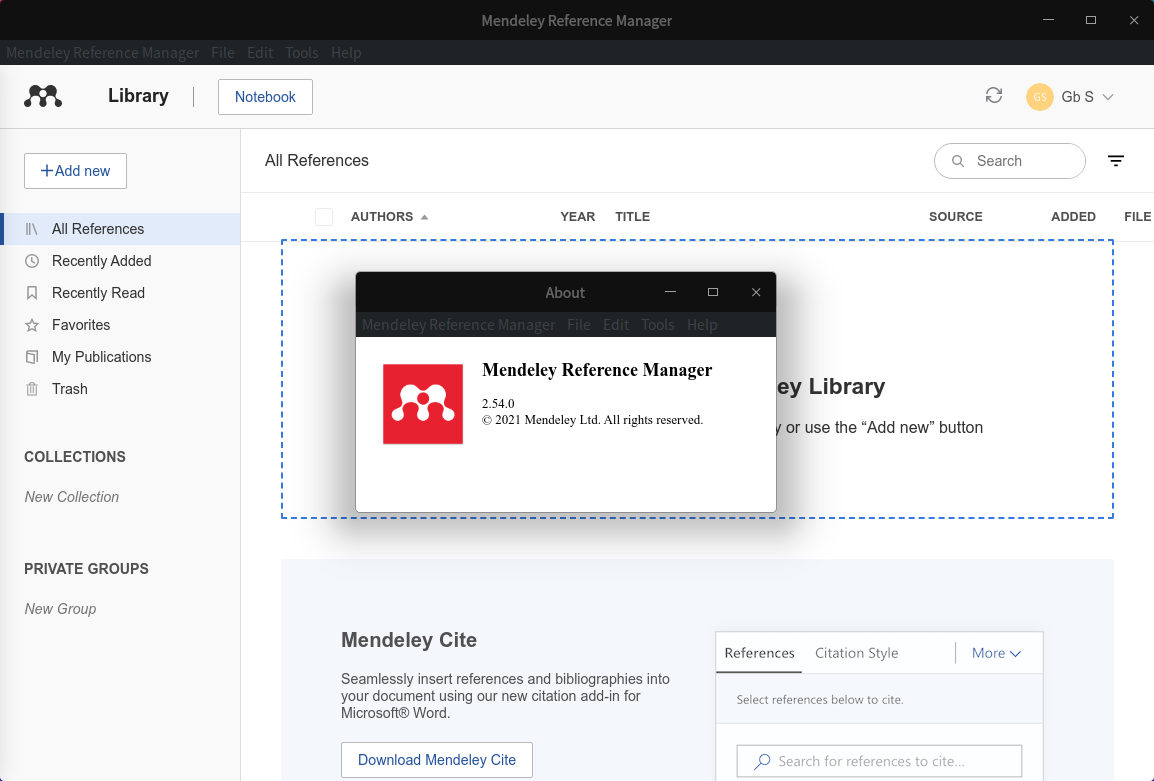 Mendeley Reference Manager
Mendeley Reference Manager File Edit Tools Help
Library
Notebook
GS
Gb S
Add new
All References
Recently Added
Recently Read
Favorites
My Publications
Trash
COLLECTIONS
New Collection
PRIVATE GROUPS
New Group
All References
Search
AUTHORS YEAR TITLE SOURCE ADDED FILE
About
Mendeley Reference Manager File Edit Tools Help
Mendeley Reference Manager
2.54.0
© 2021 Mendeley Ltd. All rights reserved.
Library
or use the “Add new” button
Mendeley Cite
Seamlessly insert references and bibliographies into
your document using our new citation add-in for
Microsoft® Word.
Download Mendeley Cite
References Citation Style More
Select references below to cite.
Search for references to cite...